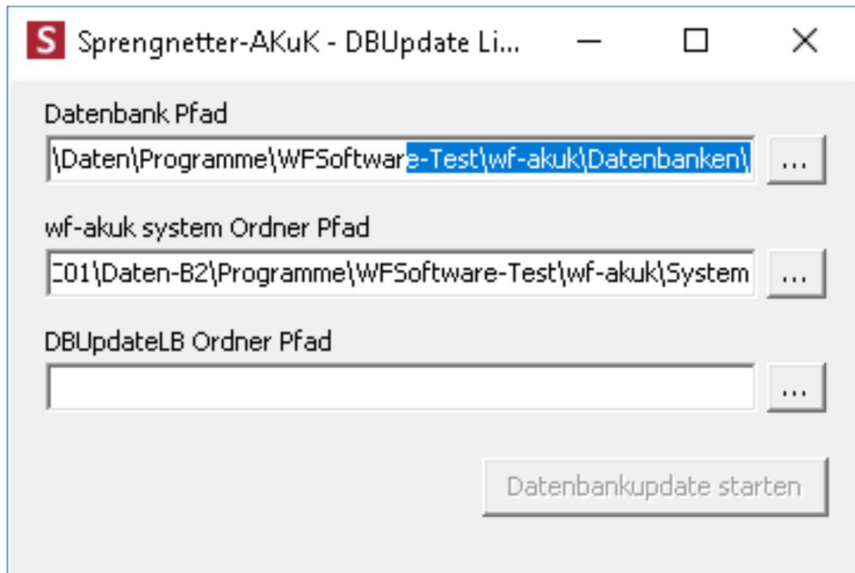 S Sprengnetter-AKuK - DBUpdate Li...
Datenbank Pfad
\Daten\Programme\WFSoftware-Test\wf-akuk\Datenbanken\ ...
wf-akuk system Ordner Pfad
01\Daten-B2\Programme\WFSoftware-Test\wf-akuk\System ...
DBUpdateLB Ordner Pfad
...
Datenbankupdate starten